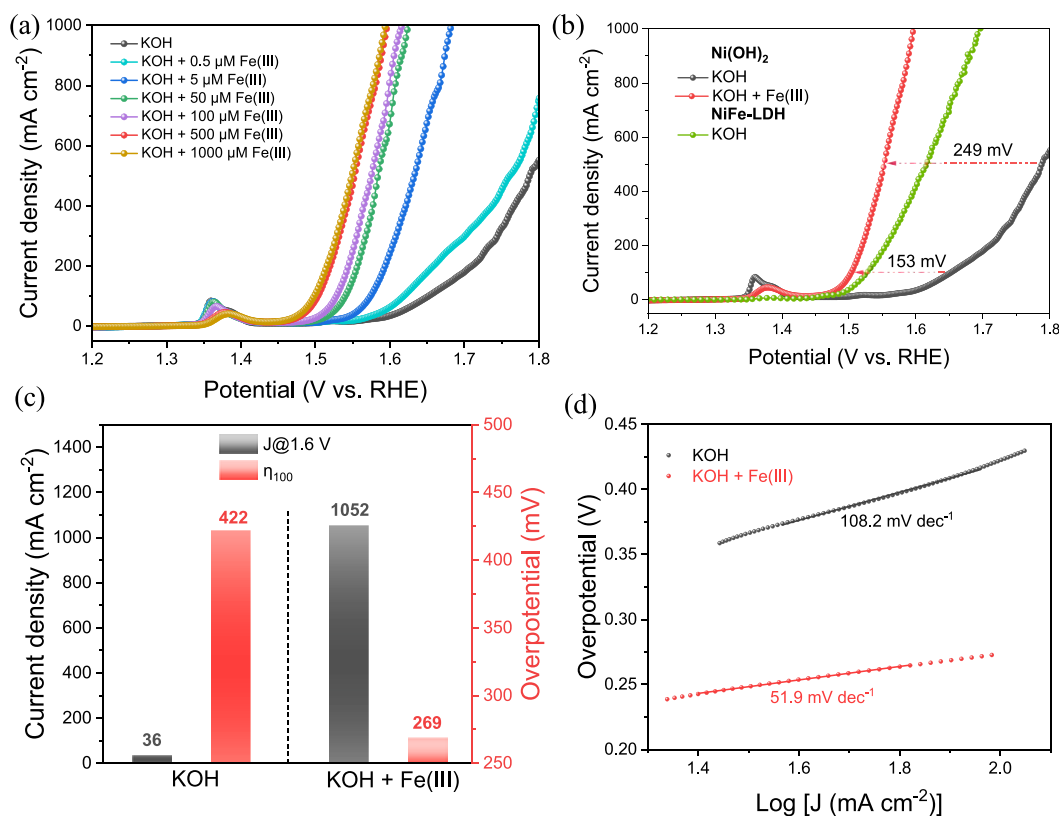 (a)
1000
800
600
400
200
0
Current density (mA cm⁻²)
KOH
KOH + 0.5 μM Fe(III)
KOH + 5 μM Fe(III)
KOH + 50 μM Fe(III)
KOH + 100 μM Fe(III)
KOH + 500 μM Fe(III)
KOH + 1000 μM Fe(III)
1.2 1.3 1.4 1.5 1.6 1.7 1.8
Potential (V vs. RHE)
(b)
1000
800
600
400
200
0
Current density (mA cm⁻²)
Ni(OH)₂
KOH
KOH + Fe(III)
NiFe-LDH
KOH
249 mV
153 mV
1.2 1.3 1.4 1.5 1.6 1.7 1.8
Potential (V vs. RHE)
(c)
1400
1200
1000
800
600
400
200
0
Current density (mA cm⁻²)
J@1.6 V
η₁₀₀
36
422
1052
269
KOH
KOH + Fe(III)
500
450
400
350
300
250
Overpotential (mV)
(d)
0.45
0.40
0.35
0.30
0.25
0.20
Overpotential (V)
KOH
KOH + Fe(III)
108.2 mV dec⁻¹
51.9 mV dec⁻¹
1.4 1.6 1.8 2.0
Log [J (mA cm⁻²)]